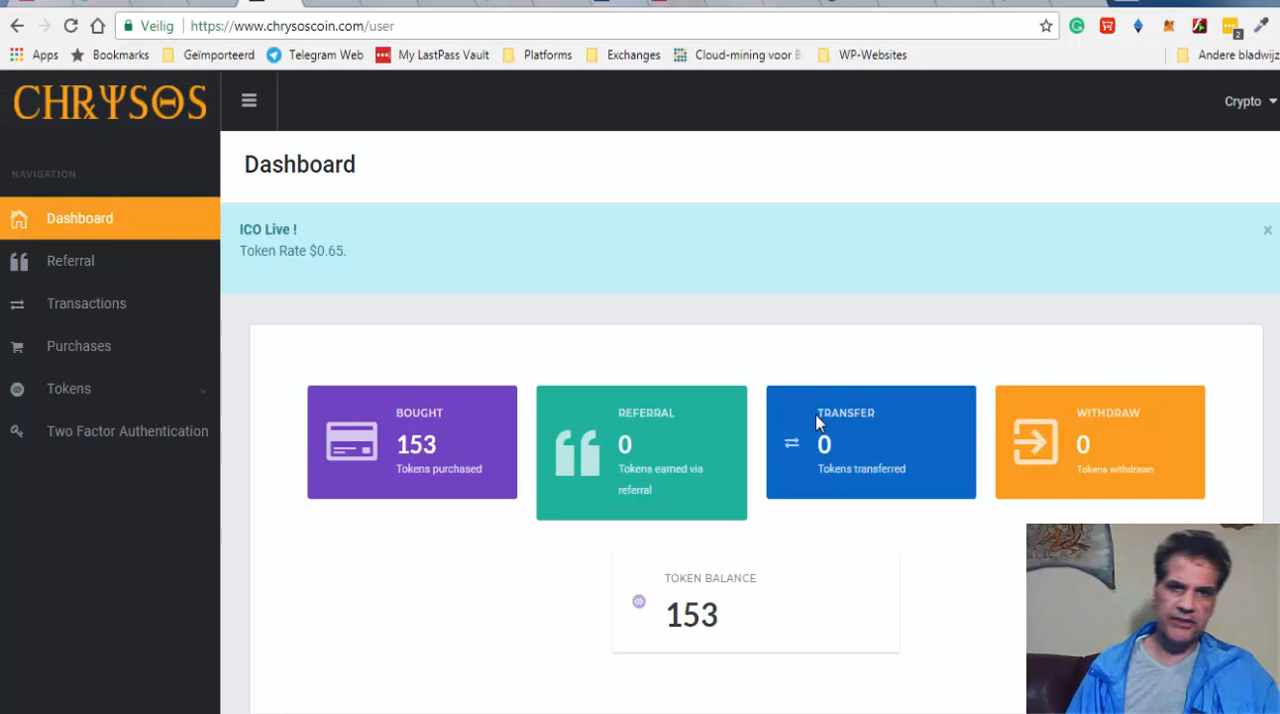 Veilig https://www.chrysoscoin.com/user
2
Apps Bookmarks Geïmporteerd Telegram Web My LastPass Vault Platforms Exchanges Cloud-mining voor B WP-Websites Andere bladwijz
CHRYSOS
Crypto
NAVIGATION
Dashboard
Referral
Transactions
Purchases
Tokens
Two Factor Authentication
Dashboard
ICO Live !
Token Rate $0.65.
×
BOUGHT
153
Tokens purchased
REFERRAL
0
Tokens earned via
referral
TRANSFER
0
Tokens transferred
WITHDRAW
0
Tokens withdrawn
TOKEN BALANCE
153